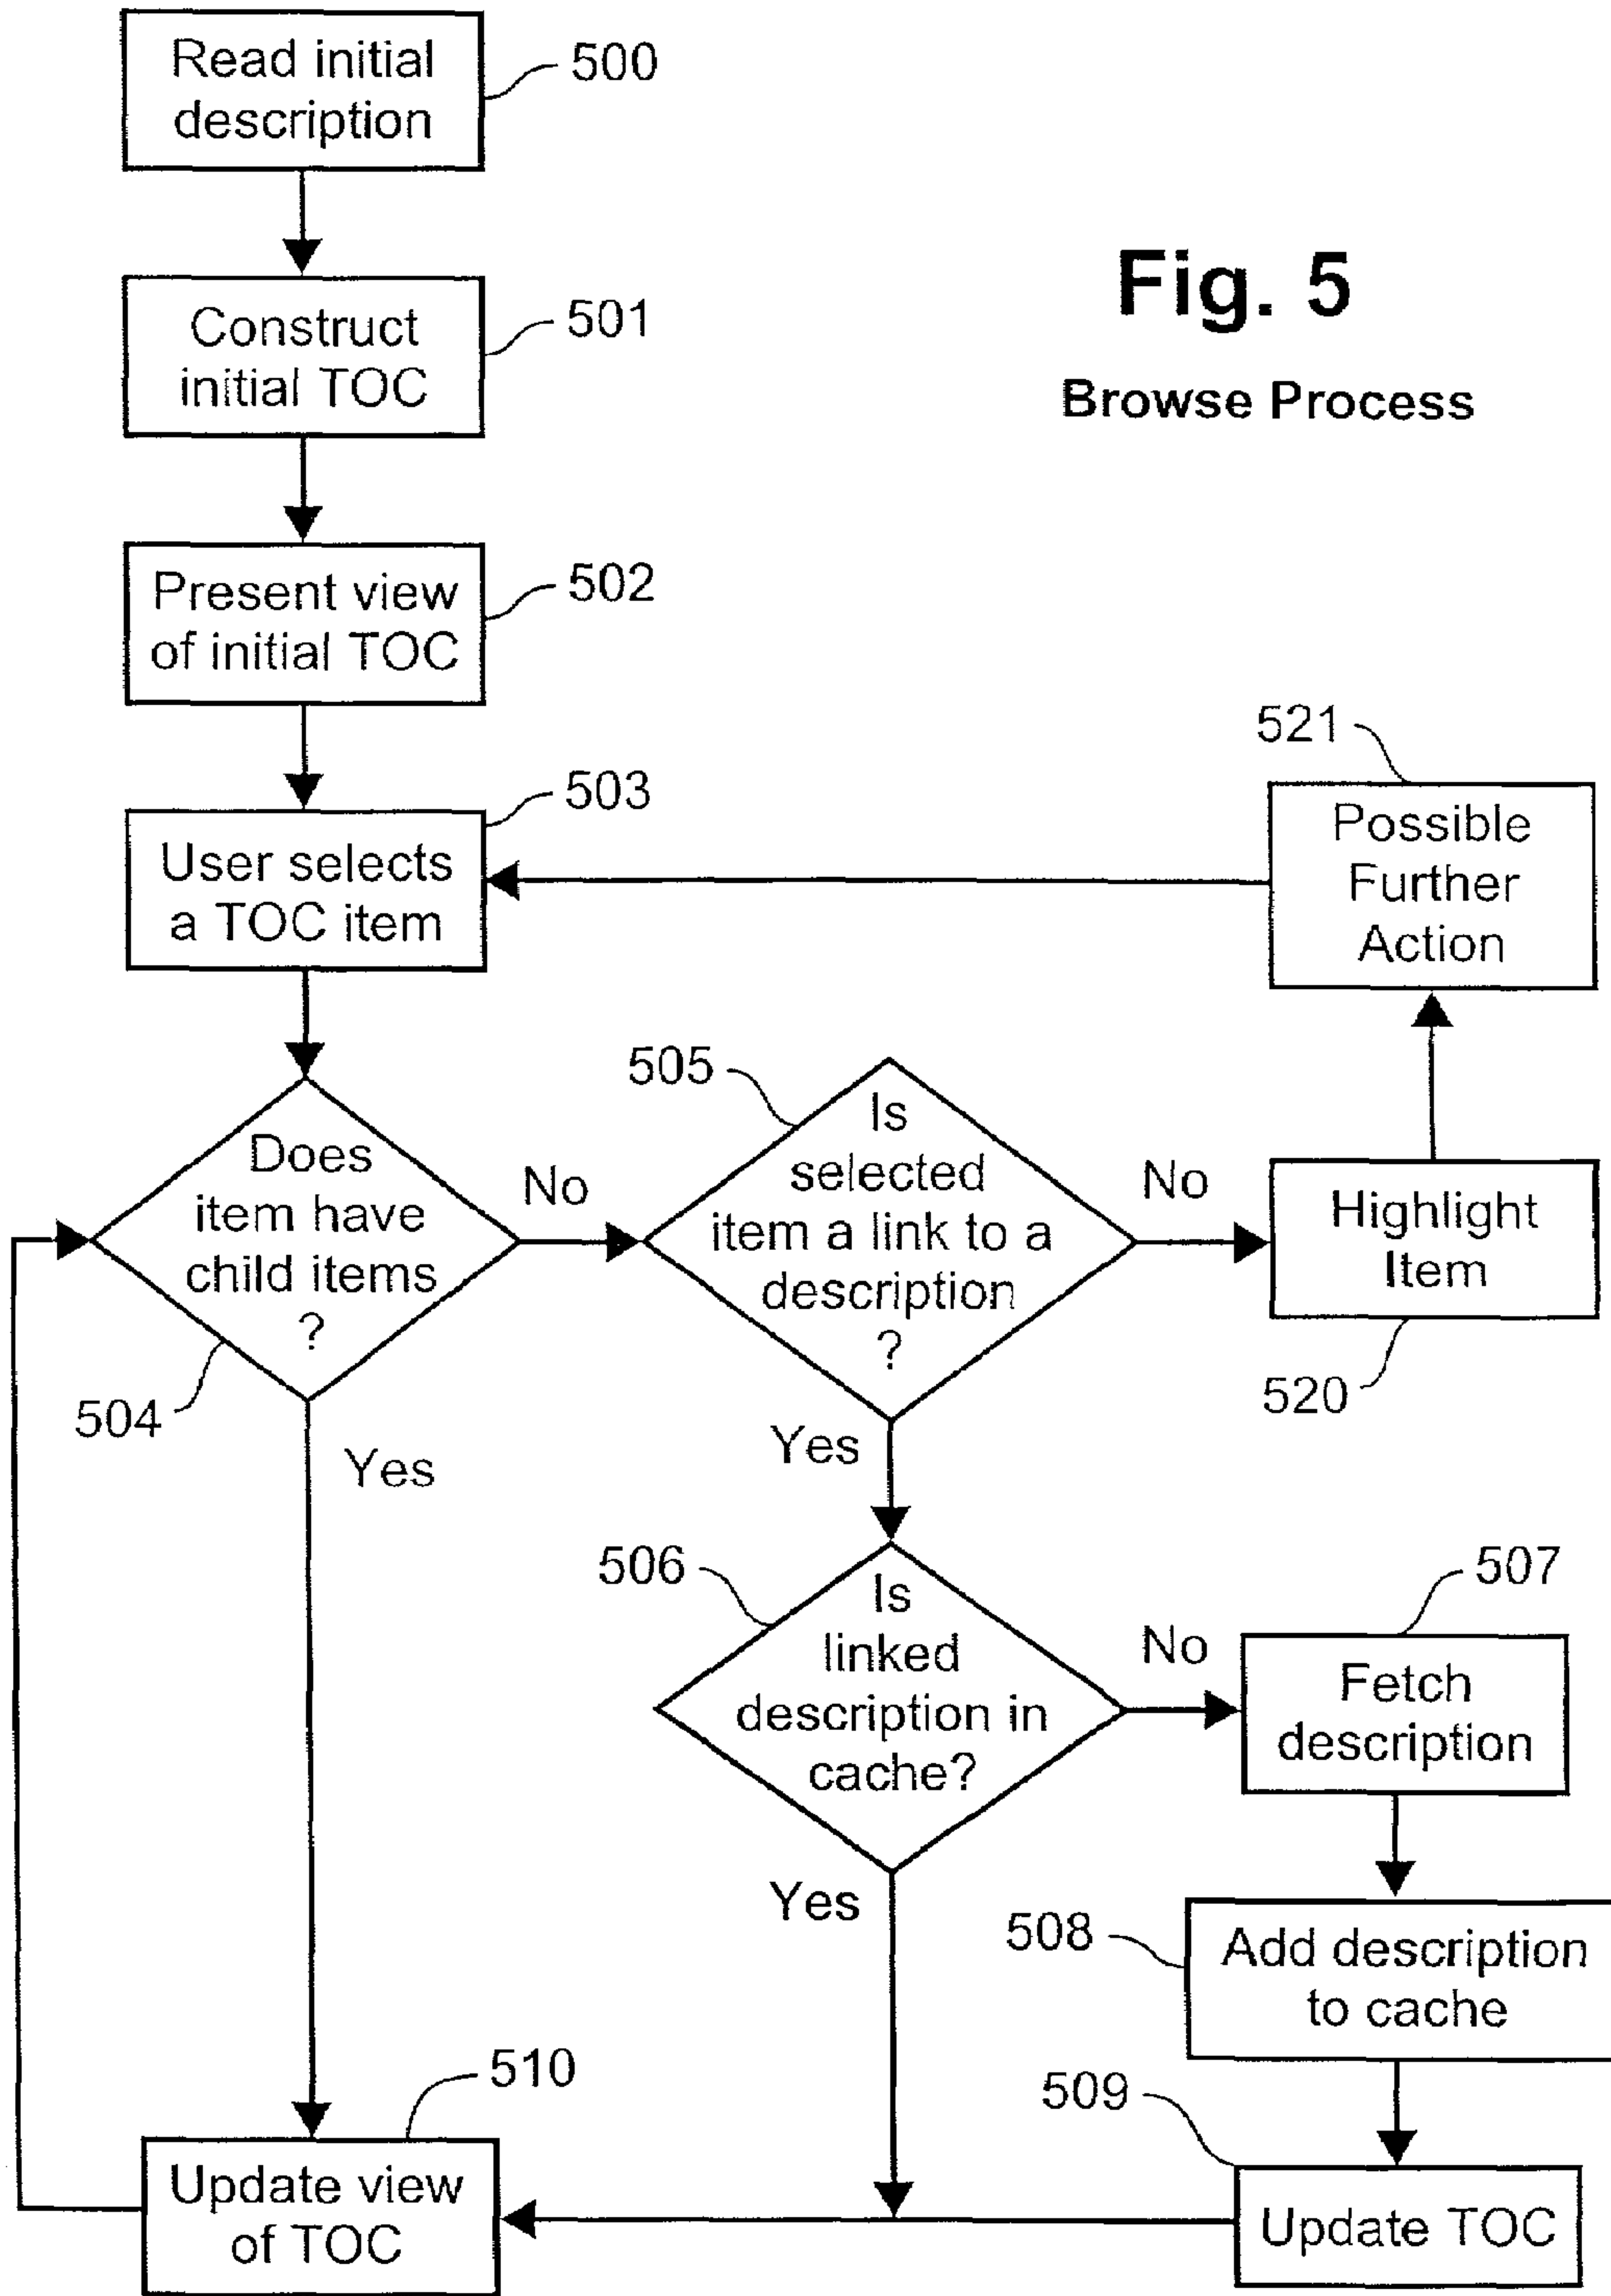 Read initial
description
500
Fig. 5
Browse Process
Construct
initial TOC
501
Present view
of initial TOC
502
User selects
a TOC item
503
521
Possible
Further
Action
Does
item have
child items
?
504
No
Yes
505
Is
selected
item a link to a
description
?
No
Yes
Highlight
Item
520
506
Is
linked
description in
cache?
No
Yes
507
Fetch
description
508
Add description
to cache
509
Update TOC
510
Update view
of TOC